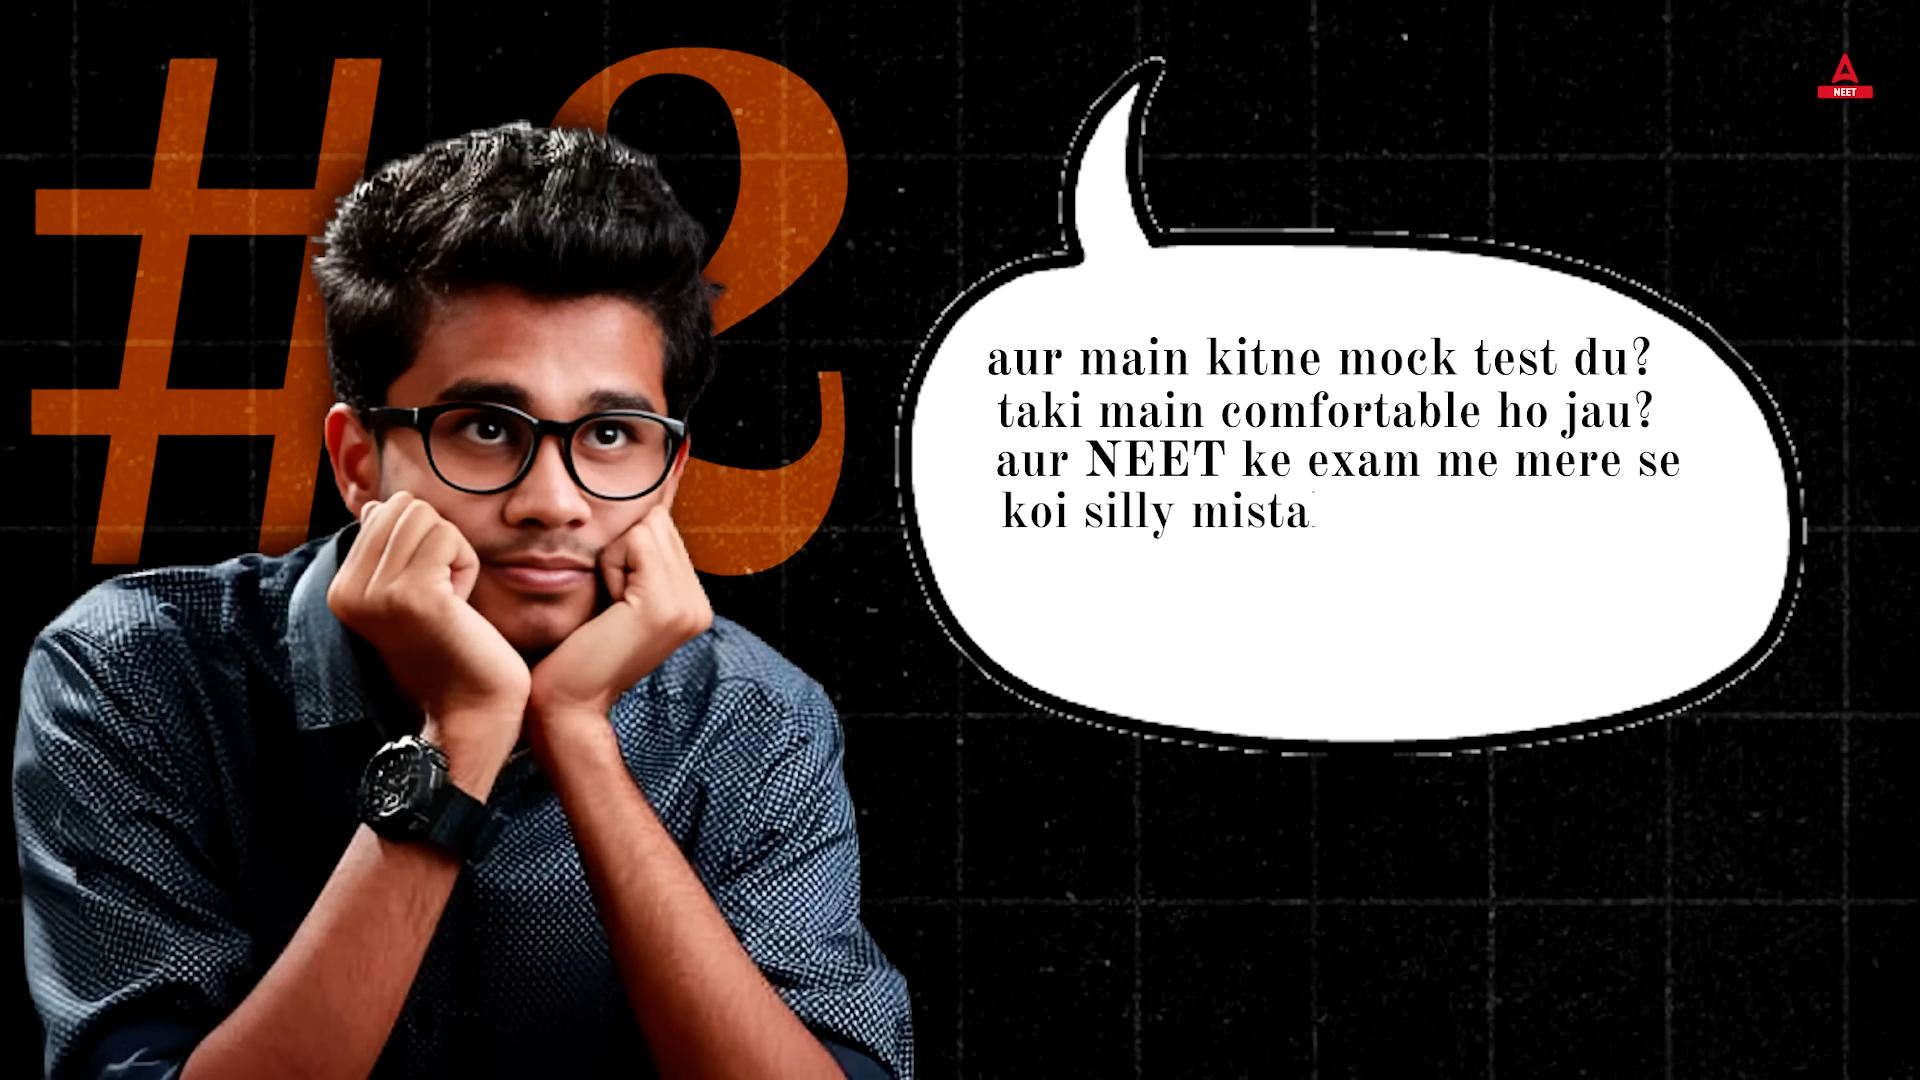 #2
NEET
aur main kitne mock test du?
taki main comfortable ho jau?
aur NEET ke exam me mere se
koi silly mista